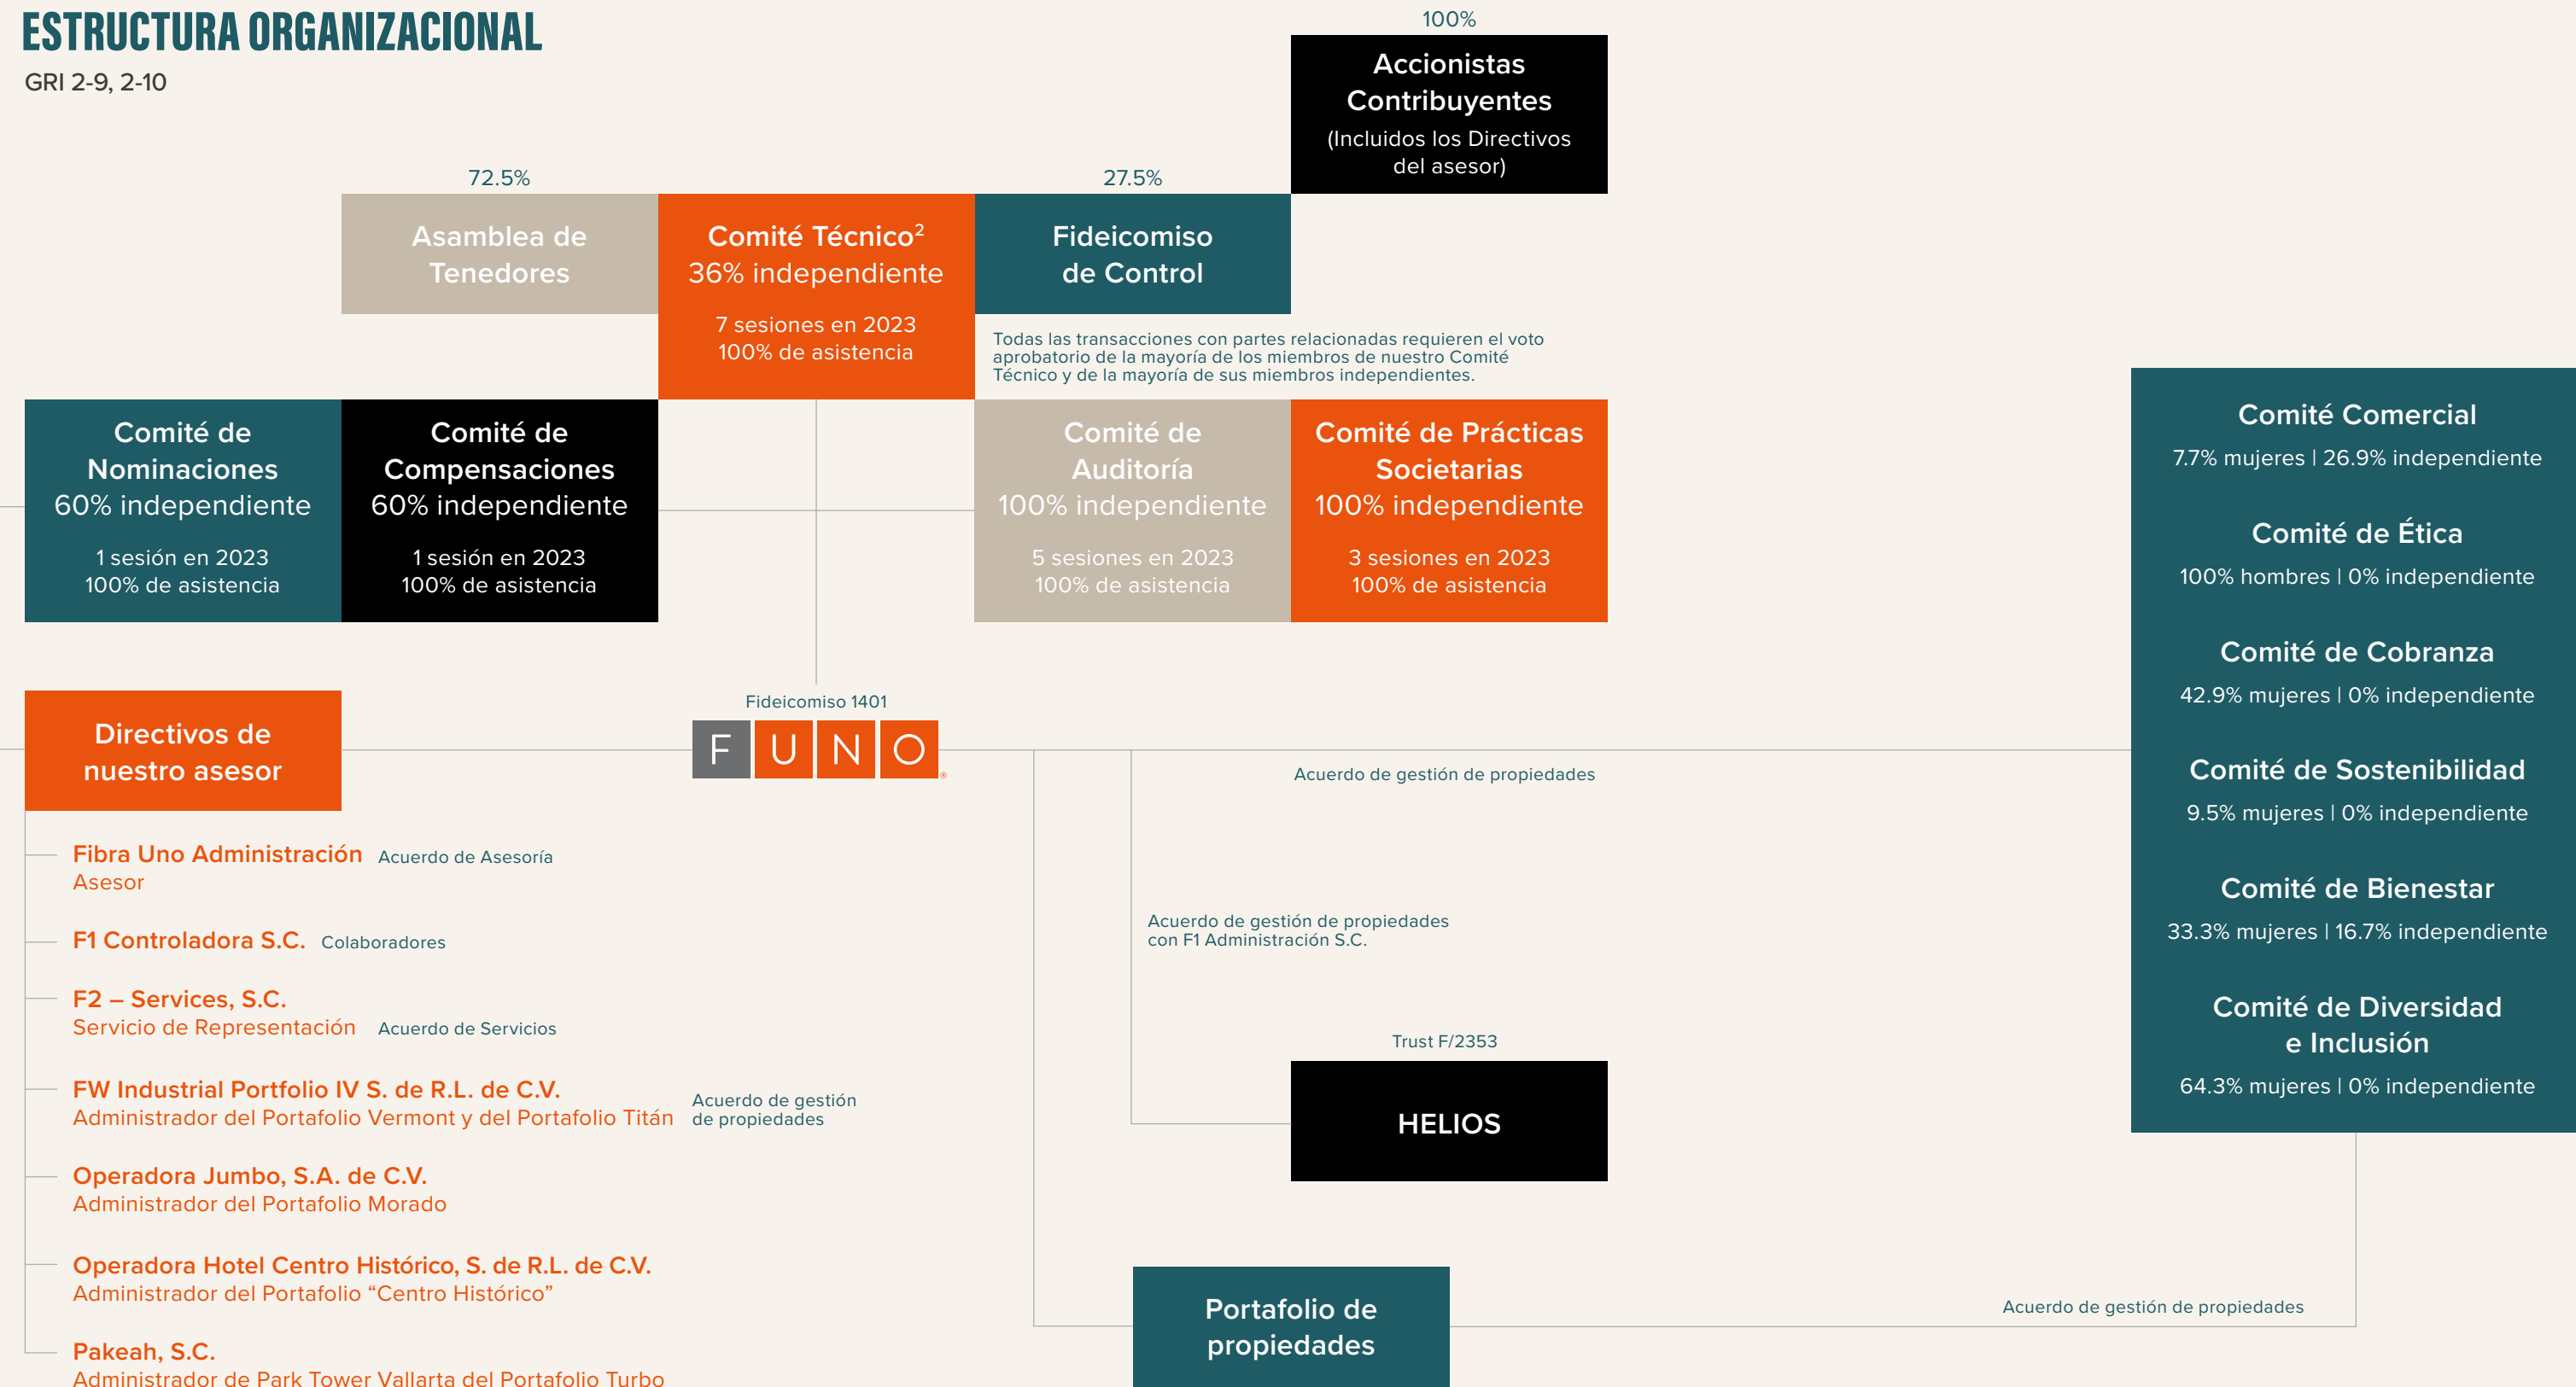 ESTRUCTURA ORGANIZACIONAL
GRI 2-9, 2-10
100%
Accionistas
Contribuyentes
(Incluidos los Directivos
del asesor)
72.5%
Asamblea de
Tenedores
Comité Técnico²
36% independiente
7 sesiones en 2023
100% de asistencia
27.5%
Fideicomiso
de Control
Todas las transacciones con partes relacionadas requieren el voto
aprobatorio de la mayoría de los miembros de nuestro Comité
Técnico y de la mayoría de sus miembros independientes.
Comité de
Nominaciones
60% independiente
1 sesión en 2023
100% de asistencia
Comité de
Compensaciones
60% independiente
1 sesión en 2023
100% de asistencia
Comité de
Auditoría
100% independiente
5 sesiones en 2023
100% de asistencia
Comité de Prácticas
Societarias
100% independiente
3 sesiones en 2023
100% de asistencia
Comité Comercial
7.7% mujeres | 26.9% independiente
Comité de Ética
100% hombres | 0% independiente
Comité de Cobranza
42.9% mujeres | 0% independiente
Comité de Sostenibilidad
9.5% mujeres | 0% independiente
Comité de Bienestar
33.3% mujeres | 16.7% independiente
Comité de Diversidad
e Inclusión
64.3% mujeres | 0% independiente
Directivos de
nuestro asesor
Fideicomiso 1401
FUNO®
Acuerdo de gestión de propiedades
Fibra Uno Administración Acuerdo de Asesoría
Asesor
F1 Controladora S.C. Colaboradores
F2 – Services, S.C.
Servicio de Representación Acuerdo de Servicios
FW Industrial Portfolio IV S. de R.L. de C.V.
Administrador del Portafolio Vermont y del Portafolio Titán
Acuerdo de gestión
de propiedades
Operadora Jumbo, S.A. de C.V.
Administrador del Portafolio Morado
Operadora Hotel Centro Histórico, S. de R.L. de C.V.
Administrador del Portafolio “Centro Histórico”
Pakeah, S.C.
Administrador de Park Tower Vallarta del Portafolio Turbo
Acuerdo de gestión de propiedades
con F1 Administración S.C.
Trust F/2353
HELIOS
Portafolio de
propiedades
Acuerdo de gestión de propiedades